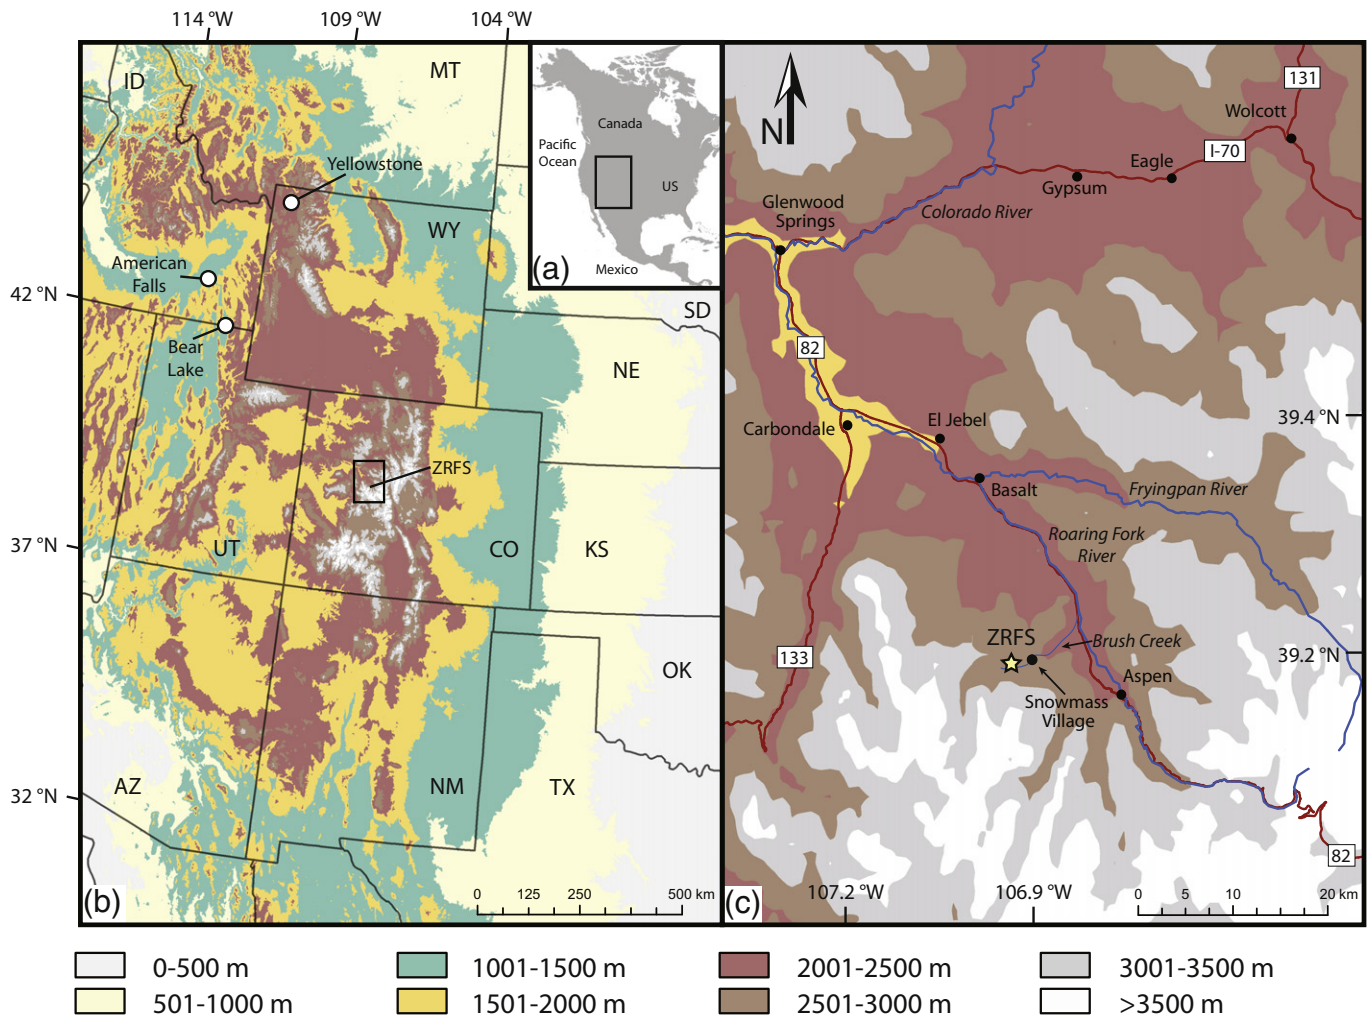 114 °W
109 °W
104 °W
42 °N
37 °N
32 °N
ID
MT
Yellowstone
WY
American
Falls
Bear
Lake
SD
NE
ZRFS
UT
CO
KS
OK
AZ
NM
TX
0
125
250
500 km
(b)
Canada
Pacific
Ocean
US
Mexico
(a)
N
131
Wolcott
I-70
Eagle
Gypsum
Colorado River
Glenwood
Springs
82
Carbondale
El Jebel
39.4 °N
Basalt
Fryingpan River
Roaring Fork
River
ZRFS
Brush Creek
39.2 °N
133
Aspen
Snowmass
Village
82
107.2 °W
106.9 °W
0
5
10
20 km
(c)
0-500 m
1001-1500 m
2001-2500 m
3001-3500 m
501-1000 m
1501-2000 m
2501-3000 m
>3500 m